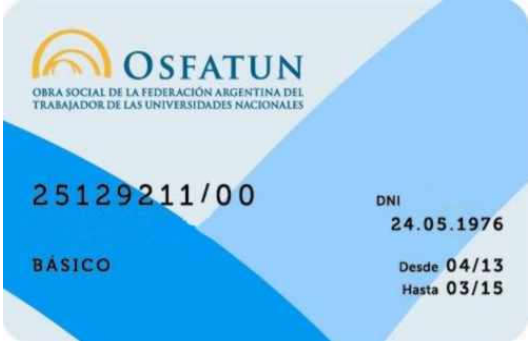 OSFATUN
OBRA SOCIAL DE LA FEDERACIÓN ARGENTINA DEL
TRABAJADOR DE LAS UNIVERSIDADES NACIONALES
25129211/00
DNI
24.05.1976
BÁSICO
Desde 04/13
Hasta 03/15